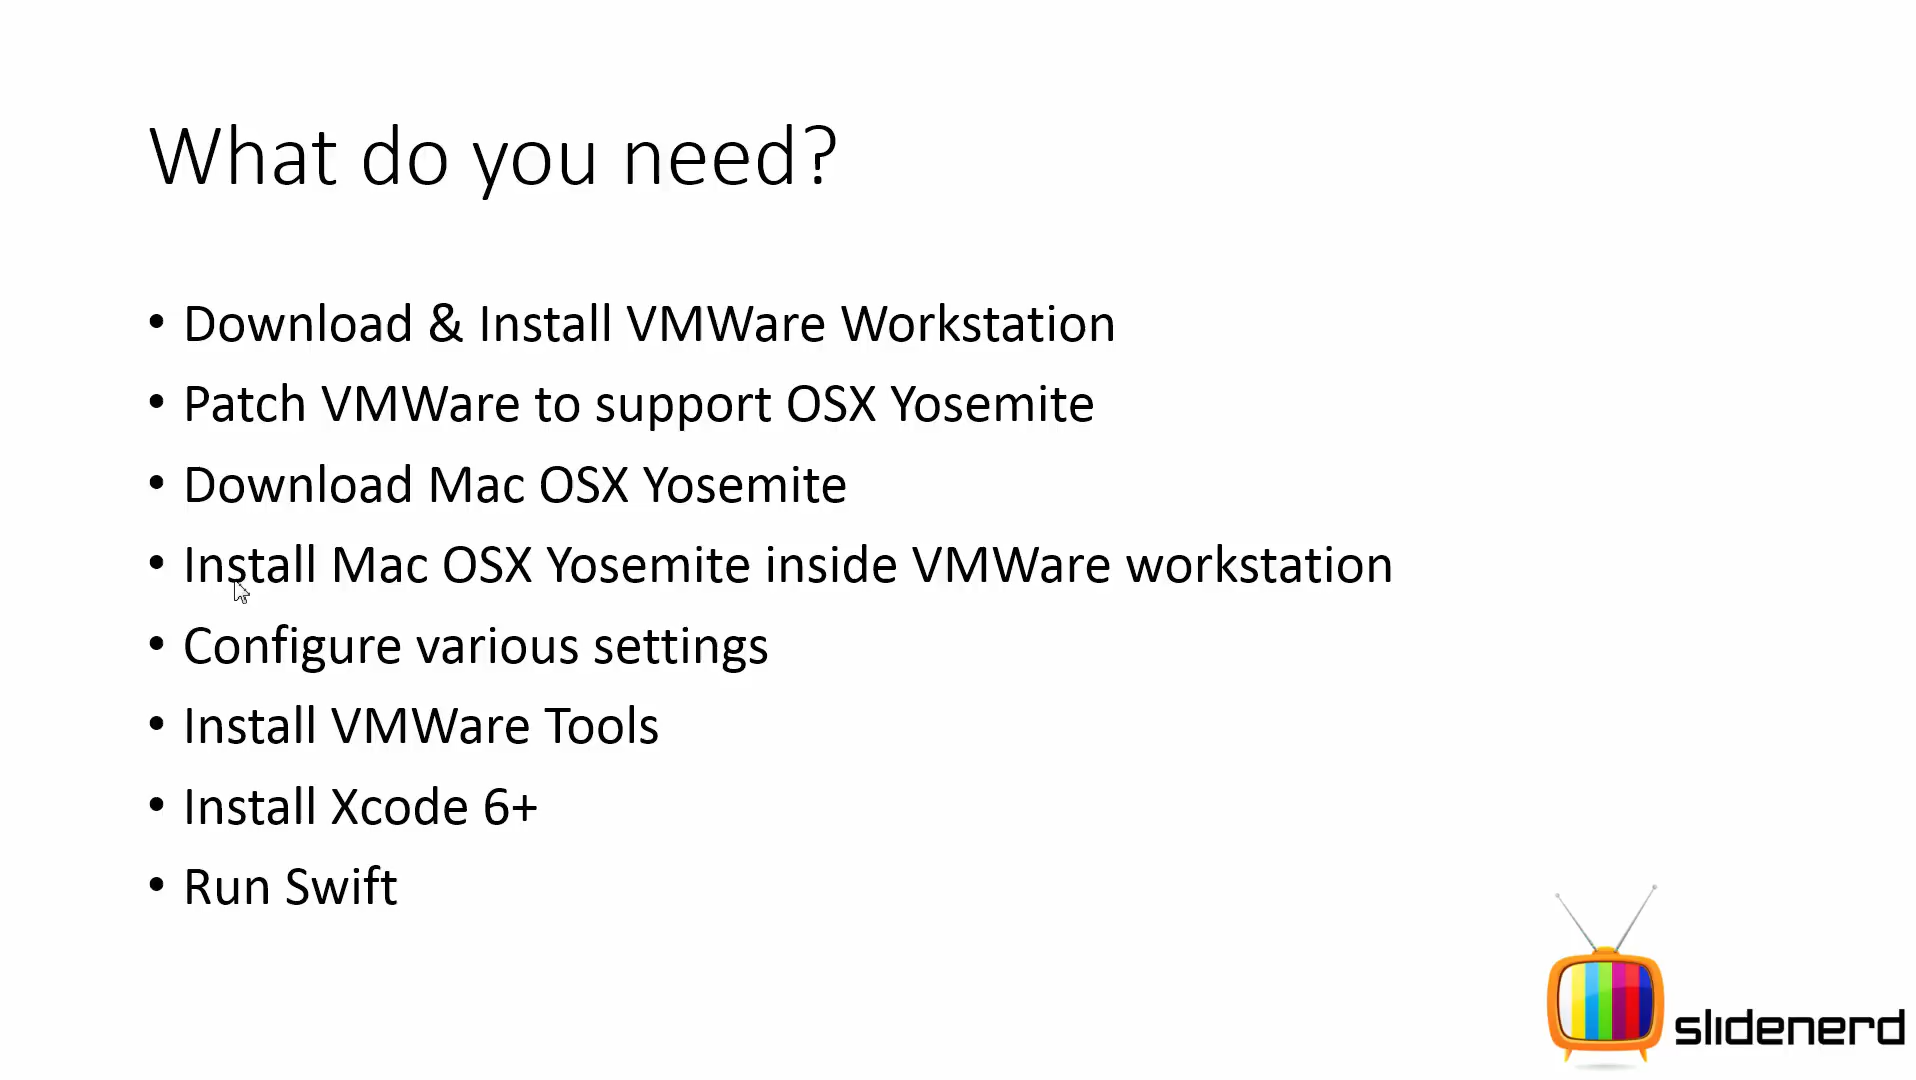 What do you need?
• Download & Install VMWare Workstation
• Patch VMWare to support OSX Yosemite
• Download Mac OSX Yosemite
• Install Mac OSX Yosemite inside VMWare workstation
• Configure various settings
• Install VMWare Tools
• Install Xcode 6+
• Run Swift
slidenerd